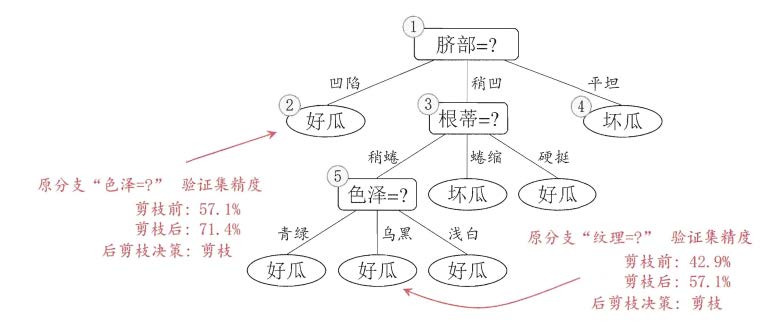 ①
脐部=?
凹陷 稍凹 平坦
② ③ ④
好瓜 根蒂=? 坏瓜
稍蜷 蜷缩 硬挺
⑤
色泽=? 坏瓜 好瓜
原分支“色泽=?” 验证集精度
剪枝前: 57.1%
剪枝后: 71.4%
后剪枝决策: 剪枝
青绿 乌黑 浅白
好瓜 好瓜 好瓜
原分支“纹理=?” 验证集精度
剪枝前: 42.9%
剪枝后: 57.1%
后剪枝决策: 剪枝